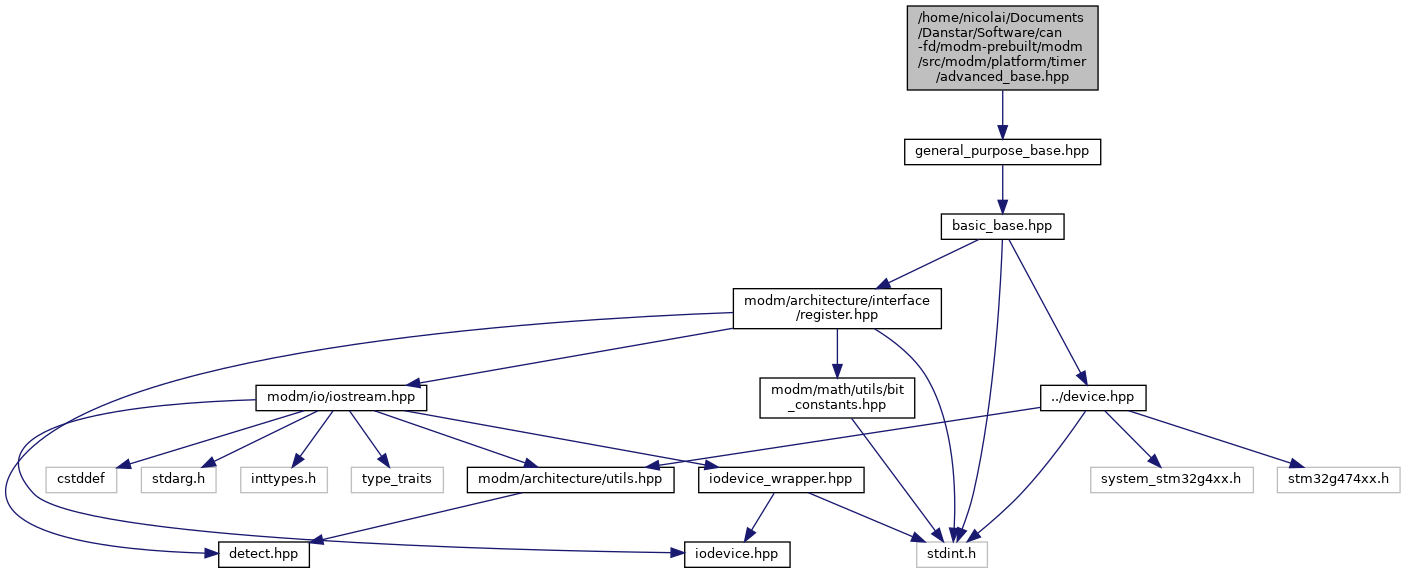 /home/nicolai/Documents
/Danstar/Software/can
-fd/modm-prebuilt/modm
/src/modm/platform/timer
/advanced_base.hpp
general_purpose_base.hpp
basic_base.hpp
modm/architecture/interface
/register.hpp
modm/io/iostream.hpp
modm/math/utils/bit
_constants.hpp
../device.hpp
cstddef
stdarg.h
inttypes.h
type_traits
modm/architecture/utils.hpp
iodevice_wrapper.hpp
system_stm32g4xx.h
stm32g474xx.h
detect.hpp
iodevice.hpp
stdint.h